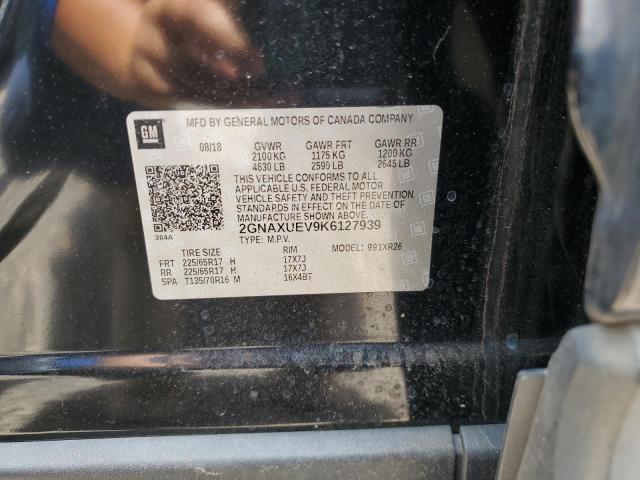 GM
MFD BY GENERAL MOTORS OF CANADA COMPANY
08/18 GVWR GAWR FRT GAWR RR
2100 KG 1175 KG 1200 KG
4630 LB 2590 LB 2645 LB
THIS VEHICLE CONFORMS TO ALL
APPLICABLE U.S. FEDERAL MOTOR
VEHICLE SAFETY AND THEFT PREVENTION
STANDARDS IN EFFECT ON THE DATE OF
MANUFACTURE SHOWN ABOVE.
384A 2GNAXUEV9K6127939
TYPE: M.P.V. MODEL: 991XR26
TIRE SIZE RIM
FRT 225/65R17 H 17X7J
RR 225/65R17 H 17X7J
SPA T135/70R16 M 16X4BT